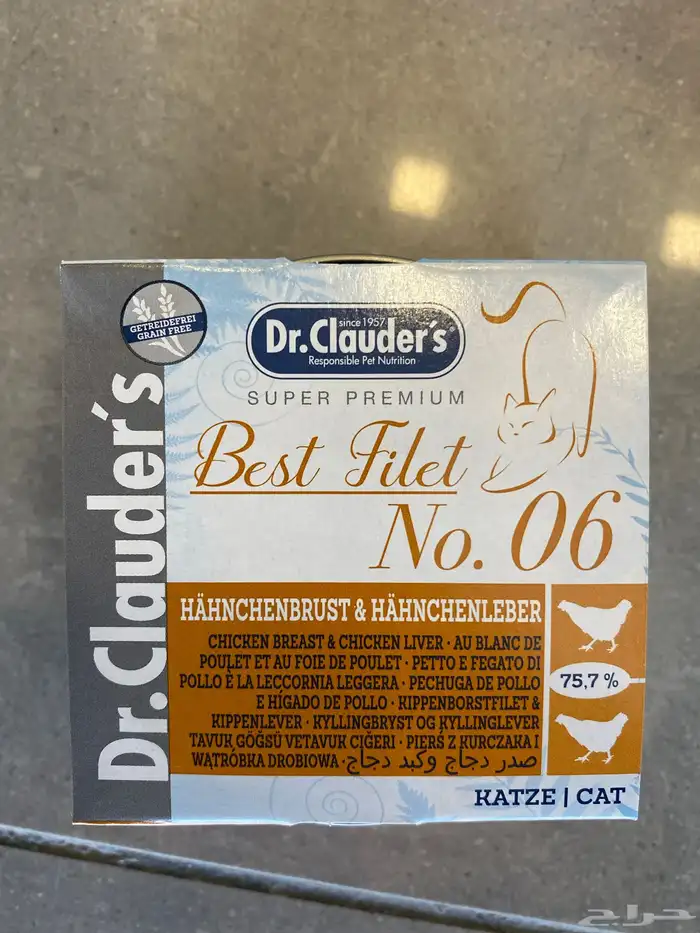 GETREIDEFREI
GRAIN FREE
Dr.Clauder's
since 1957
Dr.Clauder's®
Responsible Pet Nutrition
SUPER PREMIUM
Best Filet
No. 06
HÄHNCHENBRUST & HÄHNCHENLEBER
CHICKEN BREAST & CHICKEN LIVER · AU BLANC DE
POULET ET AU FOIE DE POULET · PETTO E FEGATO DI
POLLO È LA LECCORNIA LEGGERA · PECHUGA DE POLLO
E HÍGADO DE POLLO · KIPPENBORSTFILET &
KIPPENLEVER · KYLLINGBRYST OG KYLLINGLEVER
TAVUK GÖĞSÜ VETAVUK CIĞERI · PIERŚ Z KURCZAKA I
WĄTRÓBKA DROBIOWA · صدر دجاج وكبد دجاج
75,7 %
KATZE | CAT
حراج